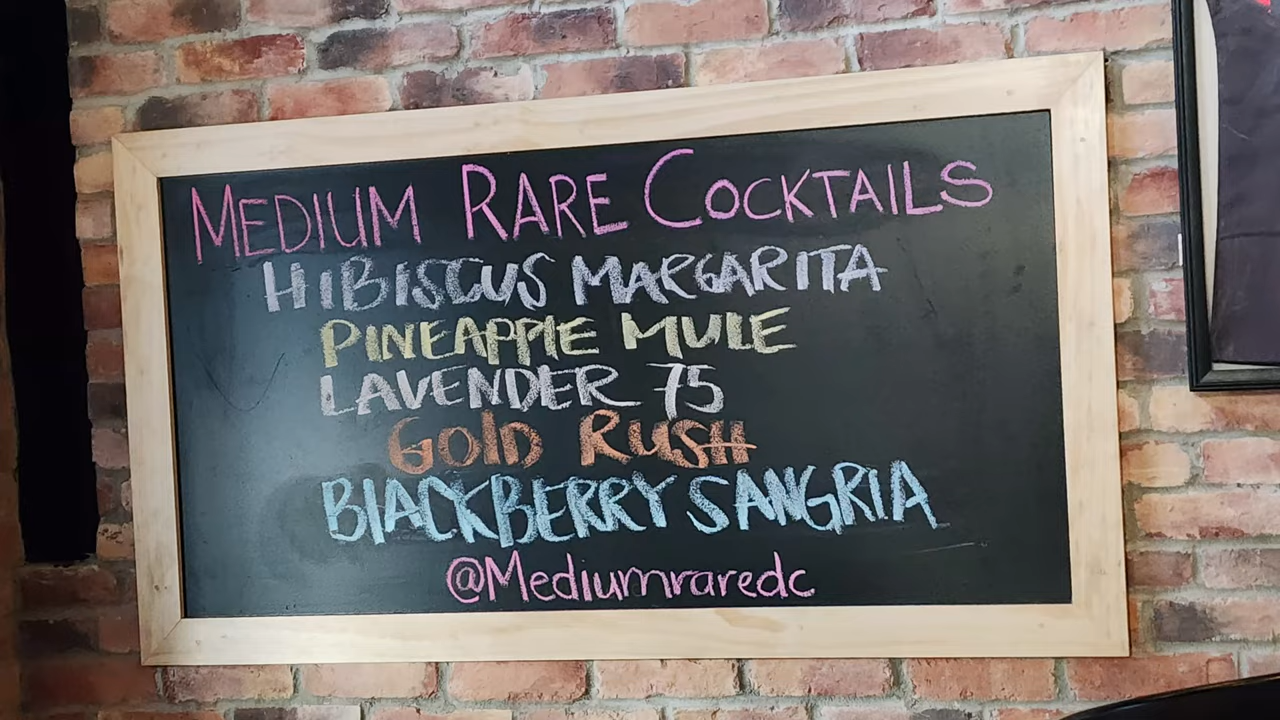 MEDIUM RARE COCKTAILS
HIBISCUS MARGARITA
PINEAPPlE MULE
LAVENDER 75
GOlD RUSH
BlACKBERRY SANGRIA
@Mediumraredc